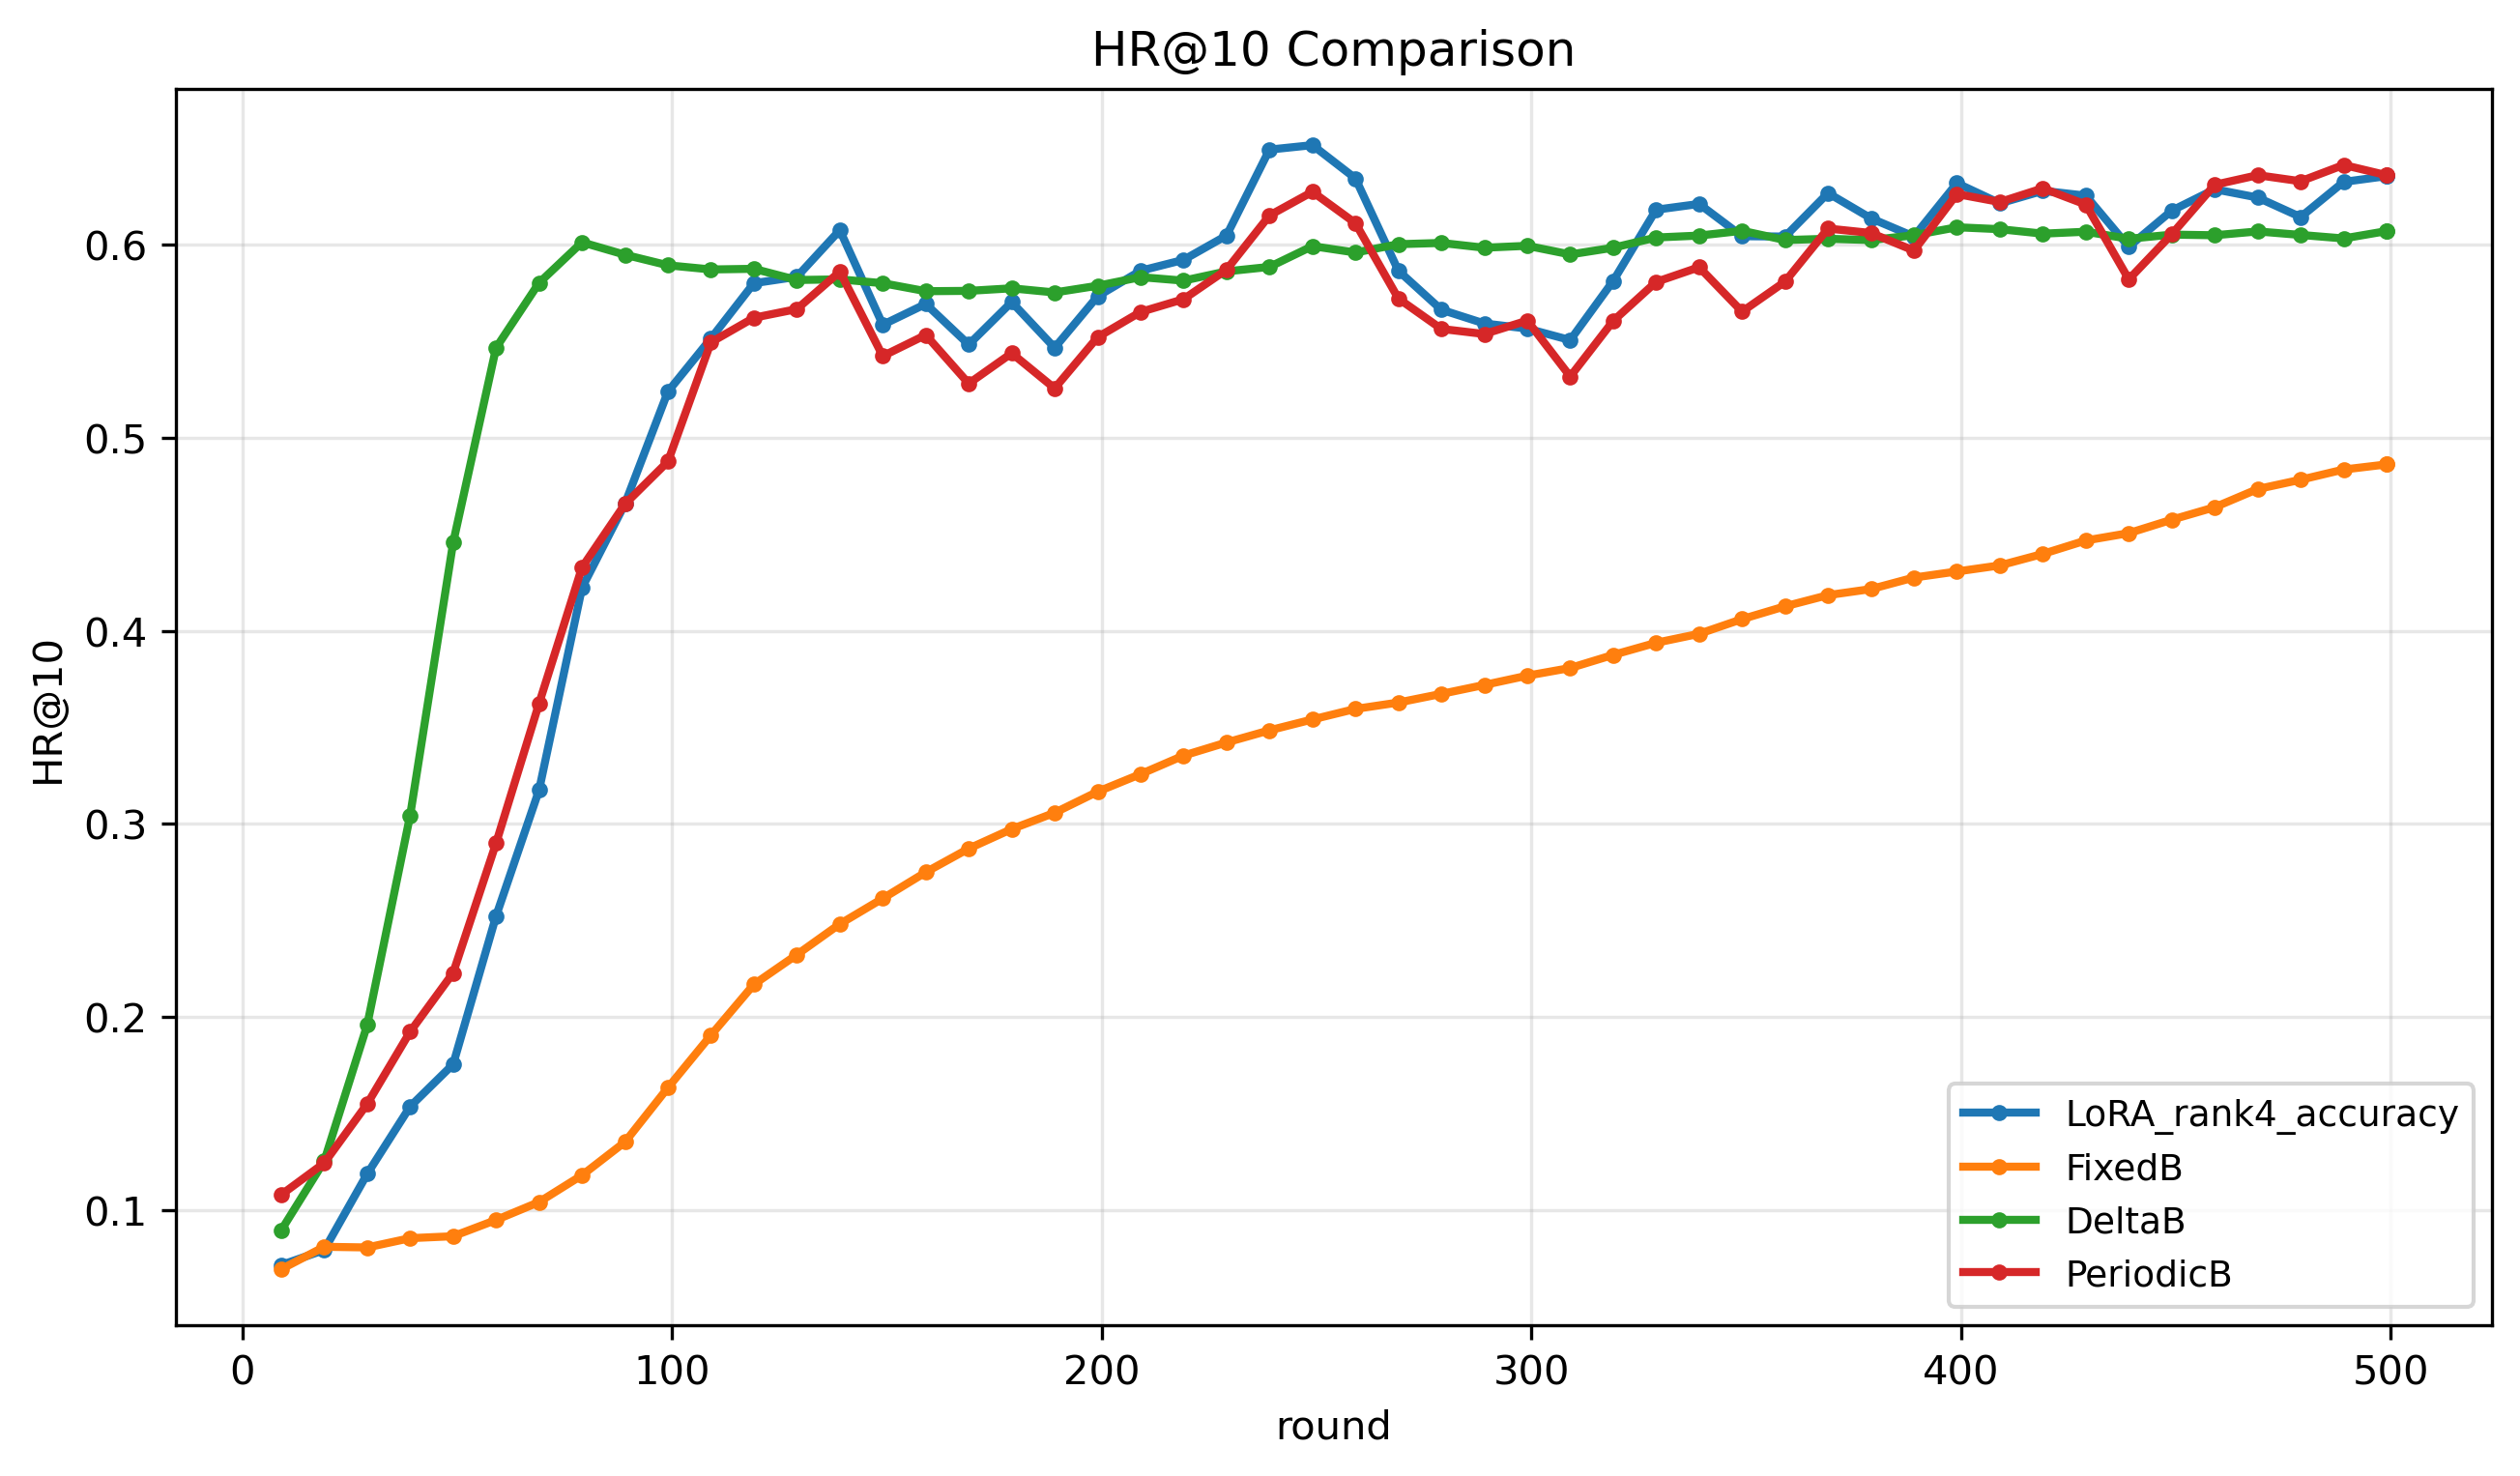 HR@10 Comparison
HR@10
0.6
0.5
0.4
0.3
0.2
0.1
0 100 200 300 400 500
round
LoRA_rank4_accuracy
FixedB
DeltaB
PeriodicB